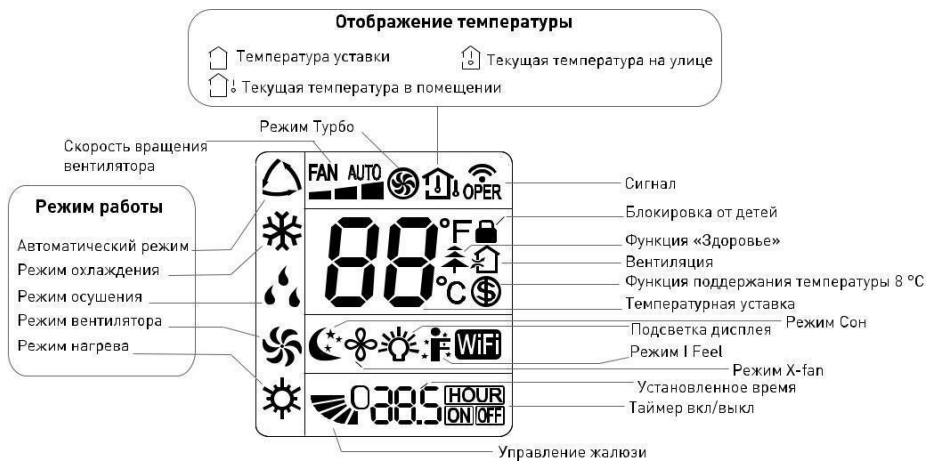 Отображение температуры
Температура уставки
Текущая температура на улице
Текущая температура в помещении
Режим Турбо
Скорость вращения
вентилятора
Режим работы
Автоматический режим
Режим охлаждения
Режим осушения
Режим вентилятора
Режим нагрева
FAN AUTO
OPER
88
°F
°C
WiFi
038.5
HOUR
ON OFF
Сигнал
Блокировка от детей
Функция «Здоровье»
Вентиляция
Функция поддержания температуры 8 °C
Температурная уставка
Режим Сон
Подсветка дисплея
Режим I Feel
Режим X-fan
Установленное время
Таймер вкл/выкл
Управление жалюзи